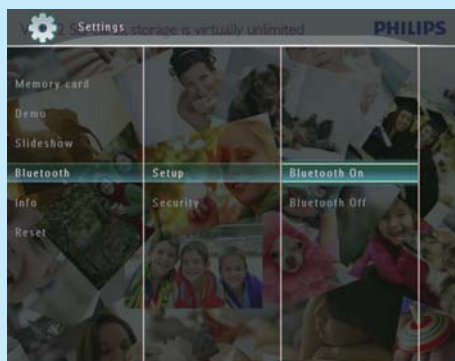 Settings
storage is virtually unlimited
PHILIPS
Memory card
Demo
Slideshow
Bluetooth
Info
Reset
Setup
Security
Bluetooth On
Bluetooth Off